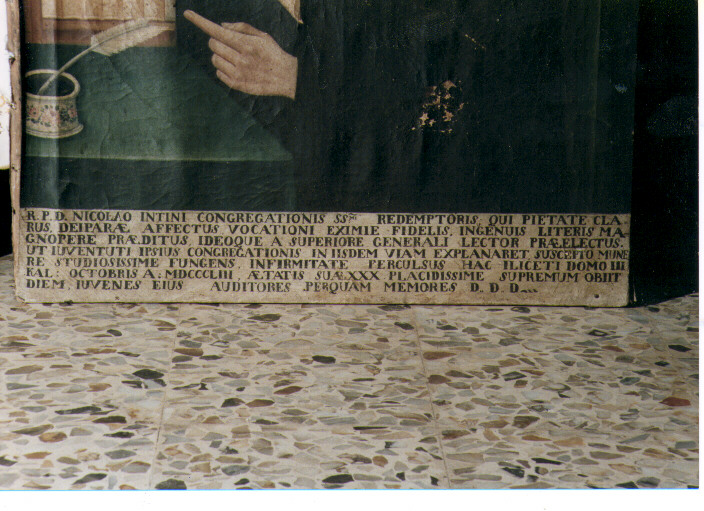 R. P. D. NICOLAO INTINI CONGREGATIONIS SS̃MI REDEMPTORIS, QUI PIETATE CLA-
RUS, DEIPARÆ AFFECTUS, VOCATIONI EXIMIE FIDELIS, INGENUIS LITERIS MA-
GNOPERE PRÆDITUS, IDEOQUE A SUPERIORE GENERALI LECTOR PRÆELECTUS,
UT IUVENTUTI IPSIUS CONGREGATIONIS IN IISDEM VIAM EXPLANARET, SUSCEPTO MUNE
RE STUDIOSISSIME FUNGENS, INFIRMITATE PERCULSUS HAC ILICETI DOMO IIII
KAL: OCTOBRIS A. MDCCCLIII ÆTATIS SUÆ XXX PLACIDISSIME SUPREMUM OBIIT
DIEM, IUVENES EIUS AUDITORES PERQUAM MEMORES D. D. D.